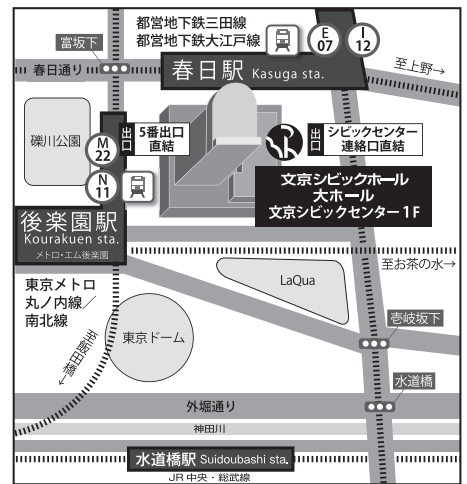 都営地下鉄三田線
都営地下鉄大江戸線
E
07
I
12
富坂下
春日通り
春日駅 Kasuga sta.
至上野→
礫川公園
M
22
出口
5番出口
直結
出口
シビックセンター
連絡口直結
N
11
文京シビックホール
大ホール
文京シビックセンター1F
後楽園駅
Kourakuen sta.
メトロ・エム後楽園
至お茶の水→
東京メトロ
丸ノ内線／
南北線
LaQua
壱岐坂下
東京ドーム
至飯田橋→
水道橋
外堀通り
神田川
水道橋駅 Suidoubashi sta.
JR中央・総武線